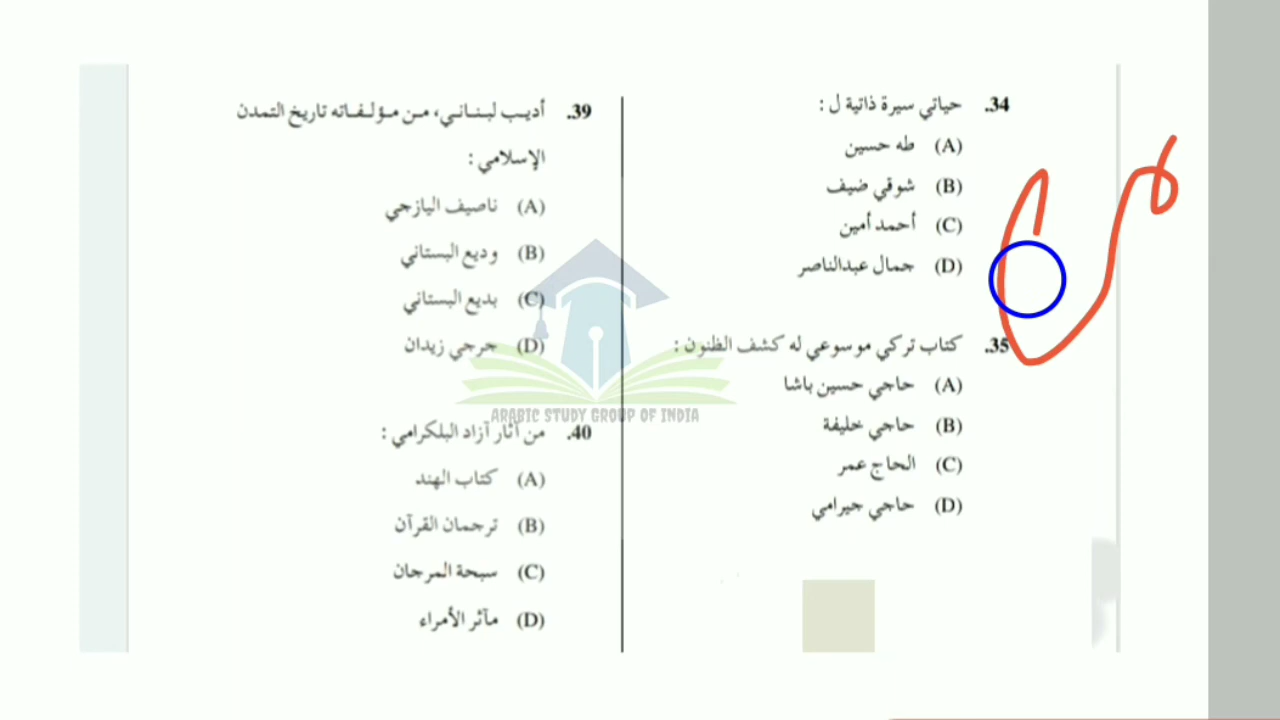 34. حياتي سيرة ذاتية ل :
(A) طه حسين
(B) شوقي ضيف
(C) أحمد أمين
(D) جمال عبدالناصر
35. كتاب تركي موسوعي له كشف الظنون :
(A) حاجي حسين باشا
(B) حاجي خليفة
(C) الحاج عمر
(D) حاجي جيرامي
39. أديب لبناني، من مؤلفاته تاريخ التمدن
الإسلامي :
(A) ناصيف اليازجي
(B) وديع البستاني
(C) بديع البستاني
(D) جرجي زيدان
40. من آثار آزاد البلكرامي :
(A) كتاب الهند
(B) ترجمان القرآن
(C) سبحة المرجان
(D) مآثر الأمراء
ARABIC STUDY GROUP OF INDIA